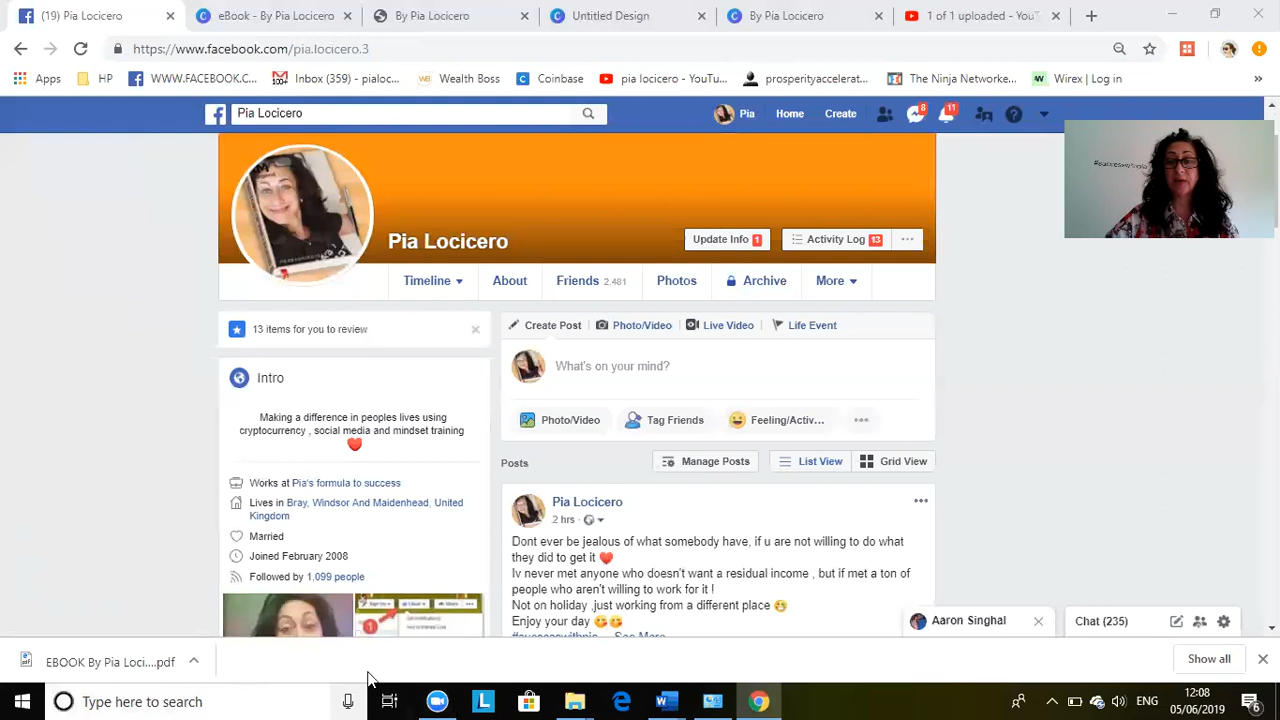 (19) Pia Locicero
eBook - By Pia Locicero
By Pia Locicero
Untitled Design
By Pia Locicero
1 of 1 uploaded - YouT
https://www.facebook.com/pia.locicero.3
Apps
HP
WWW.FACEBOOK.C...
Inbox (359) - pialoc...
Wealth Boss
Coinbase
pia locicero - YouTu...
prosperityaccelerat...
The Ninja Networke...
Wirex | Log in
Pia Locicero
Pia
Home
Create
8
11
Pia Locicero
Update Info 1
Activity Log 13
Timeline
About
Friends 2,481
Photos
Archive
More
13 items for you to review
Create Post
Photo/Video
Live Video
Life Event
Intro
What's on your mind?
Making a difference in peoples lives using
cryptocurrency , social media and mindset training
Photo/Video
Tag Friends
Feeling/Activ...
Posts
Manage Posts
List View
Grid View
Works at Pia's formula to success
Lives in Bray, Windsor And Maidenhead, United
Kingdom
Married
Joined February 2008
Followed by 1,099 people
Pia Locicero
2 hrs
Dont ever be jealous of what somebody have, if u are not willing to do what
they did to get it
Iv never met anyone who doesn't want a residual income , but if met a ton of
people who aren't willing to work for it !
Not on holiday ,just working from a different place
Enjoy your day
#successwithpia See More
Aaron Singhal
Chat (235)
EBOOK By Pia Loci....pdf
Show all
Type here to search
ENG
12:08
05/06/2019
6